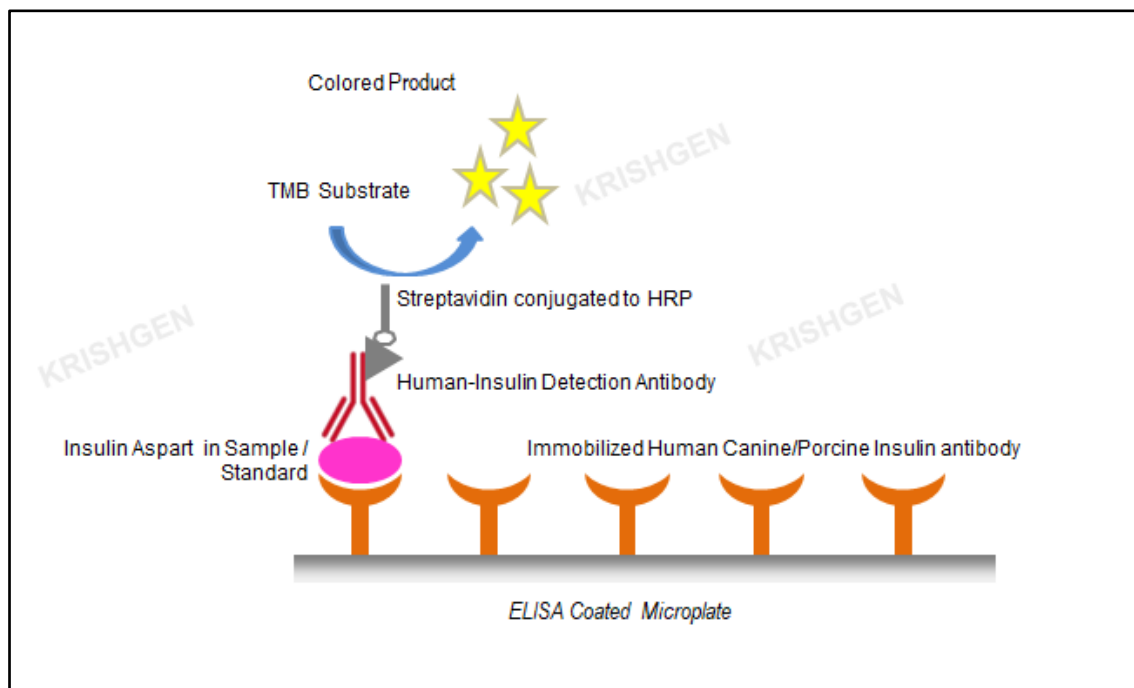 Colored Product
KRISHGEN
TMB Substrate
Streptavidin conjugated to HRP
KRISHGEN
KRISHGEN
Human-Insulin Detection Antibody
Insulin Aspart in Sample /
Standard
Immobilized Human Canine/Porcine Insulin antibody
ELISA Coated Microplate